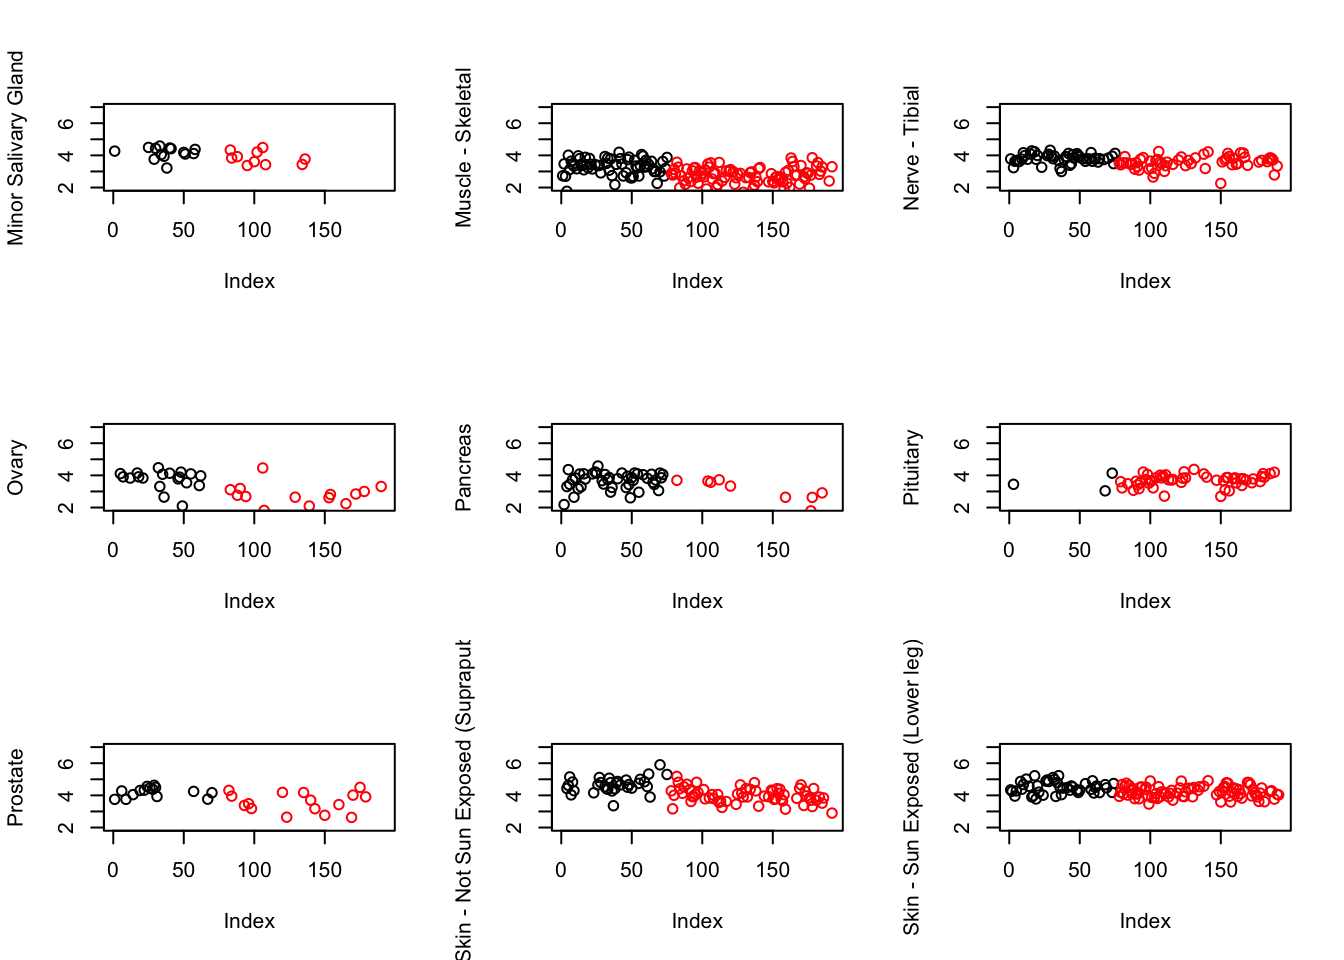 Minor Salivary Gland
2 4 6
0 50 100 150
Index
Muscle - Skeletal
2 4 6
0 50 100 150
Index
Nerve - Tibial
2 4 6
0 50 100 150
Index
Ovary
2 4 6
0 50 100 150
Index
Pancreas
2 4 6
0 50 100 150
Index
Pituitary
2 4 6
0 50 100 150
Index
Prostate
2 4 6
0 50 100 150
Index
Skin - Not Sun Exposed (Suprapub
2 4 6
0 50 100 150
Index
Skin - Sun Exposed (Lower leg)
2 4 6
0 50 100 150
Index